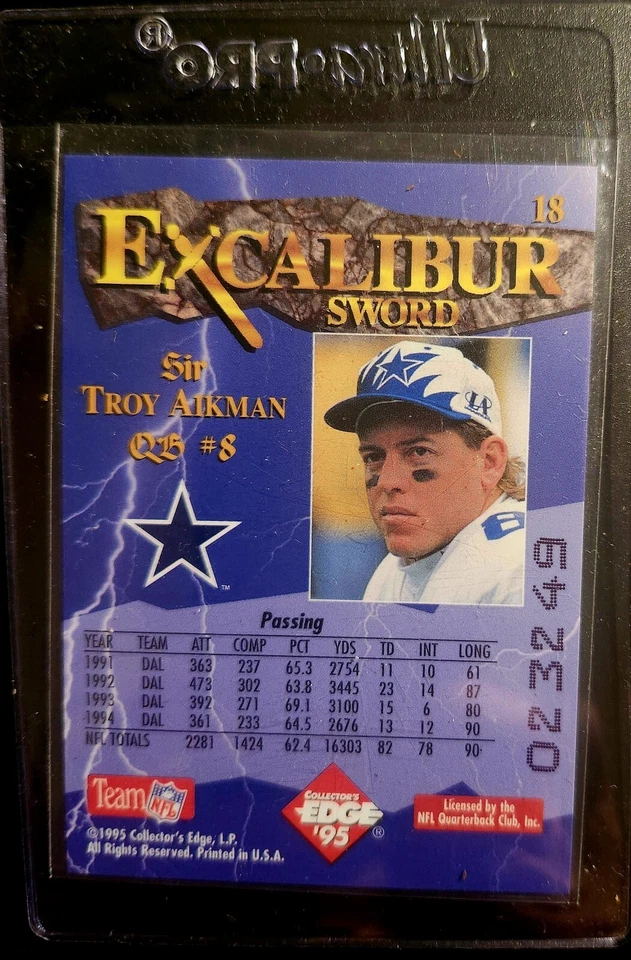 Ultra·PRO®
18
EXCALIBUR
SWORD
Sir
TROY AIKMAN
QB #8
TM
8
03249
Passing
YEAR TEAM ATT COMP PCT YDS TD INT LONG
1991 DAL 363 237 65.3 2754 11 10 61
1992 DAL 473 302 63.8 3445 23 14 87
1993 DAL 392 271 69.1 3100 15 6 80
1994 DAL 361 233 64.5 2676 13 12 90
NFL TOTALS 2281 1424 62.4 16303 82 78 90
Team NFL
COLLECTOR'S
EDGE
'95®
Licensed by the
NFL Quarterback Club, Inc.
©1995 Collector's Edge, L.P.
All Rights Reserved. Printed in U.S.A.